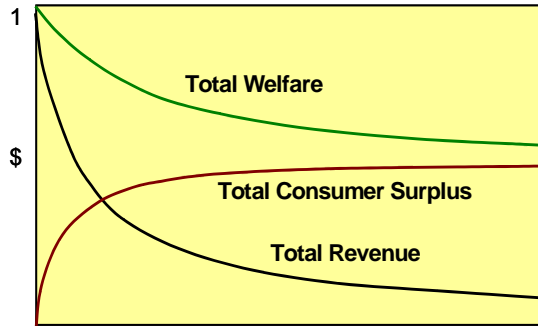 1
Total Welfare
$
Total Consumer Surplus
Total Revenue